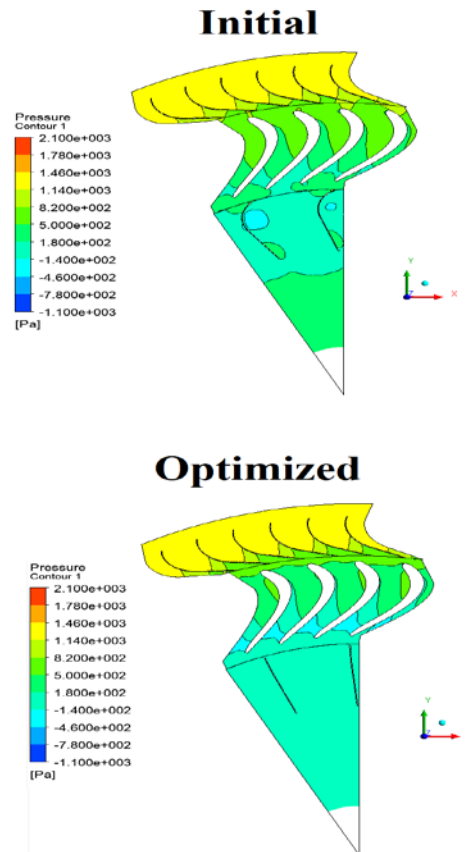 Initial
Pressure
Contour 1
2.100e+003
1.780e+003
1.460e+003
1.140e+003
8.200e+002
5.000e+002
1.800e+002
-1.400e+002
-4.600e+002
-7.800e+002
-1.100e+003
[Pa]
Y
Z
X
Optimized
Pressure
Contour 1
2.100e+003
1.780e+003
1.460e+003
1.140e+003
8.200e+002
5.000e+002
1.800e+002
-1.400e+002
-4.600e+002
-7.800e+002
-1.100e+003
[Pa]
Y
Z